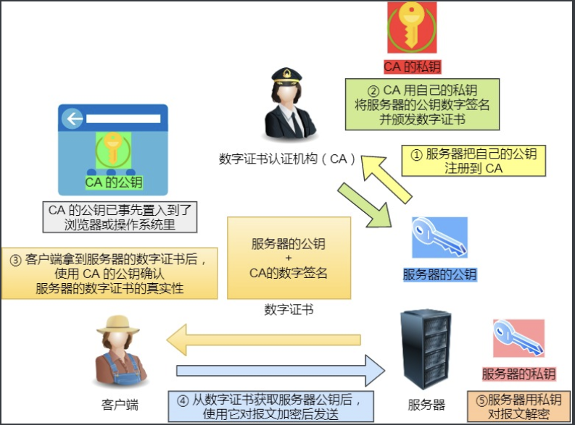 CA 的私钥
② CA 用自己的私钥
将服务器的公钥数字签名
并颁发数字证书
数字证书认证机构（CA）
① 服务器把自己的公钥
注册到 CA
CA 的公钥
CA 的公钥已事先置入到了
浏览器或操作系统里
服务器的公钥
+
CA的数字签名
数字证书
服务器的公钥
③ 客户端拿到服务器的数字证书后，
使用 CA 的公钥确认
服务器的数字证书的真实性
客户端
④ 从数字证书获取服务器公钥后，
使用它对报文加密后发送
服务器
服务器的私钥
⑤服务器用私钥
对报文解密